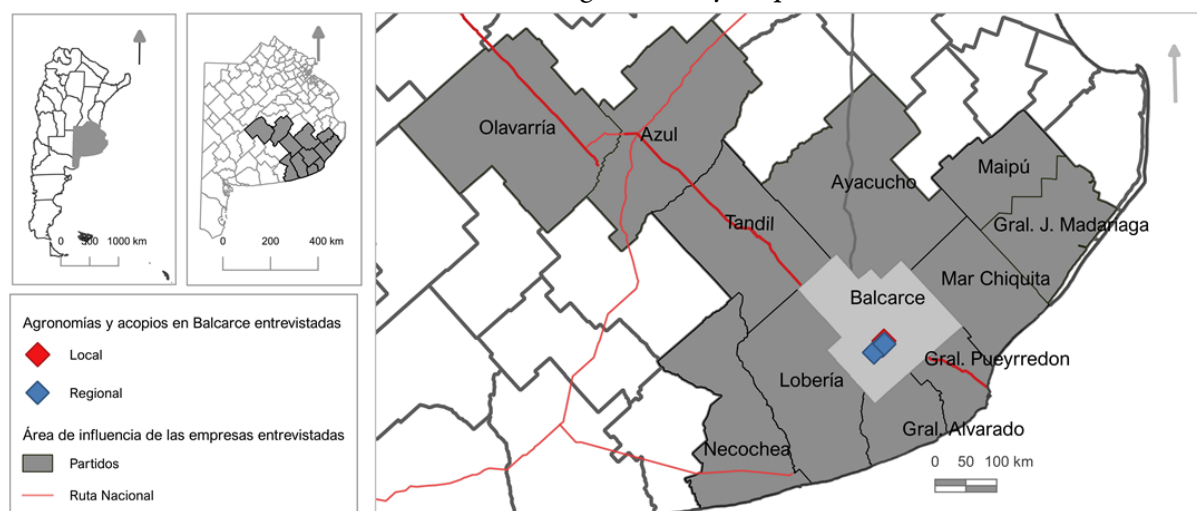 0 500 1000 km
0 200 400 km
Agronomías y acopios en Balcarce entrevistadas
Local
Regional
Área de influencia de las empresas entrevistadas
Partidos
Ruta Nacional
Olavarría
Azul
Maipú
Ayacucho
Tandil
Gral. J. Madariaga
Mar Chiquita
Balcarce
Gral. Pueyrredon
Lobería
Gral. Alvarado
Necochea
0 50 100 km